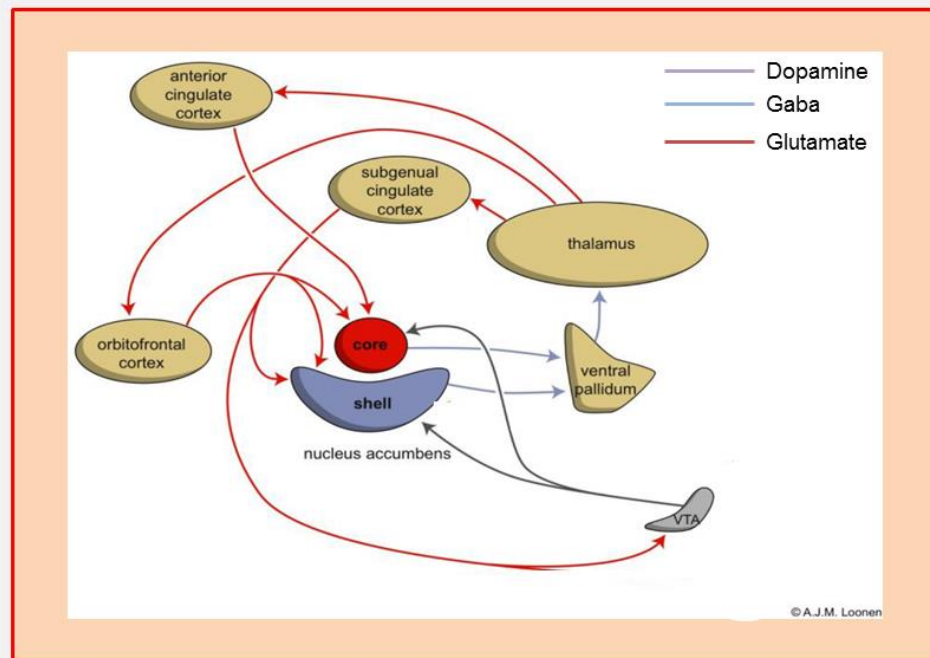 anterior
cingulate
cortex
Dopamine
Gaba
Glutamate
subgenual
cingulate
cortex
thalamus
orbitofrontal
cortex
core
ventral
pallidum
shell
nucleus accumbens
VTA
© A.J.M. Loonen